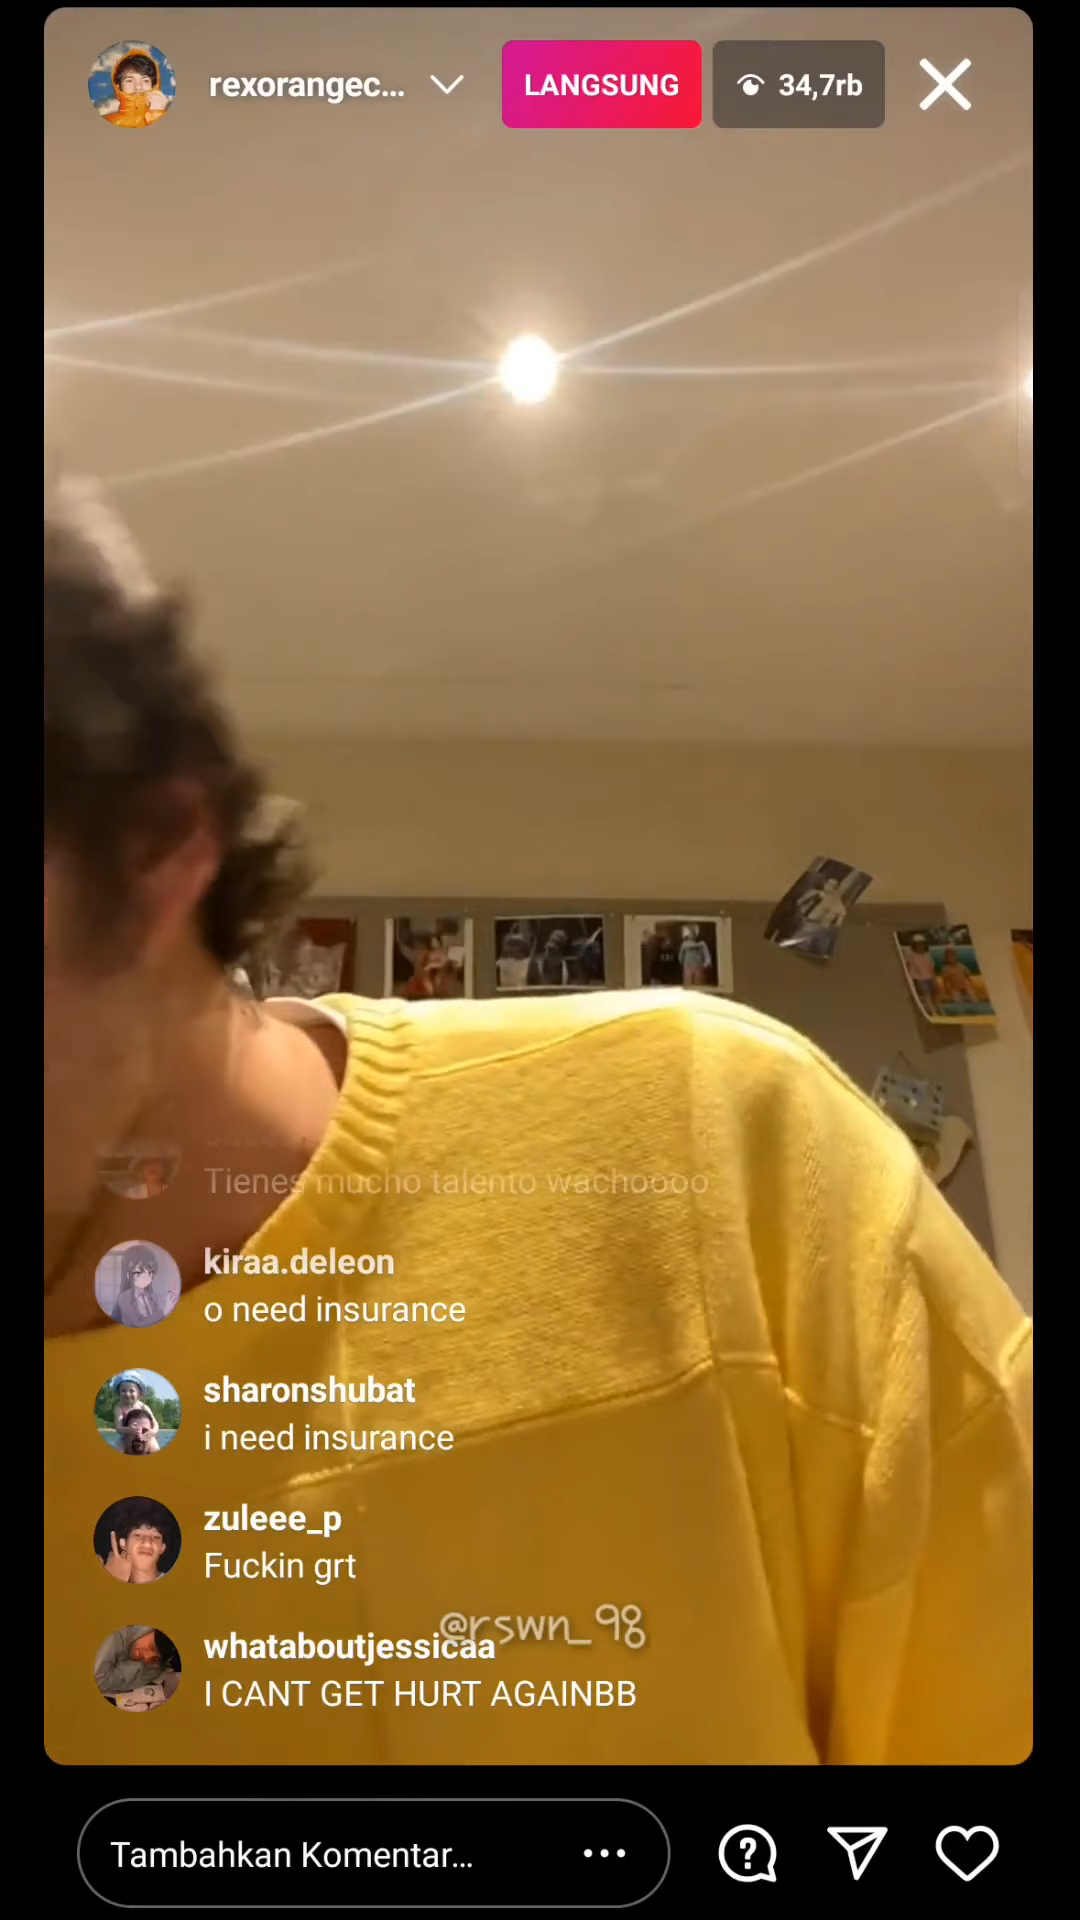 rexorangec...
LANGSUNG
34,7rb
Tienes mucho talento wachoooo
kiraa.deleon
o need insurance
sharonshubat
i need insurance
zuleee_p
Fuckin grt
@rswn_98
whataboutjessicaa
I CANT GET HURT AGAINBB
Tambahkan Komentar...